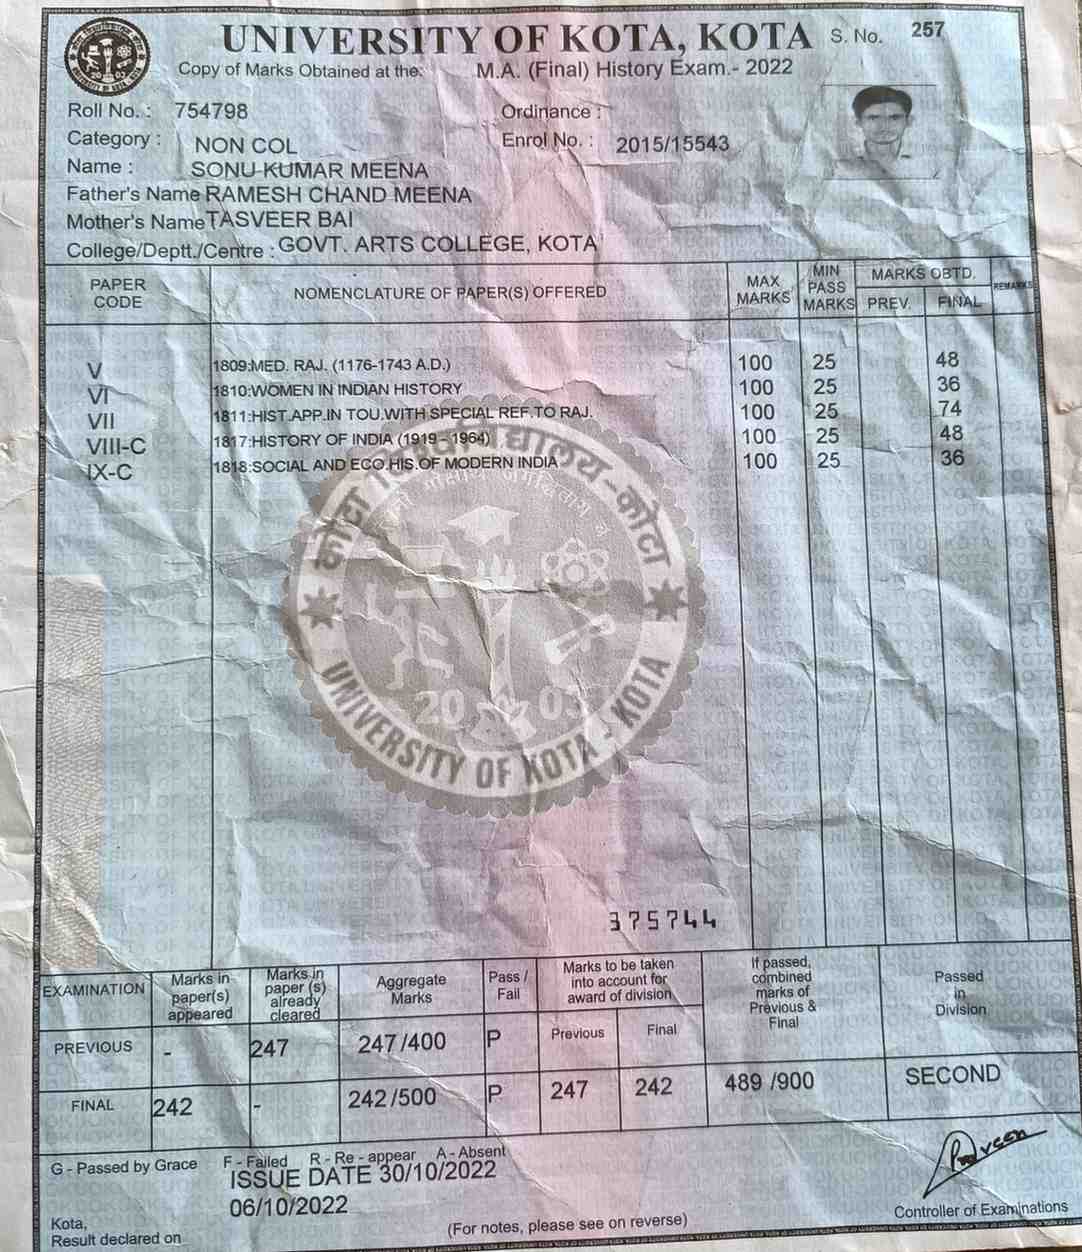 UNIVERSITY OF KOTA, KOTA S. No. 257
Copy of Marks Obtained at the: M.A. (Final) History Exam.- 2022
Roll No. : 754798 Ordinance :
Category : NON COL Enrol No. : 2015/15543
Name : SONU KUMAR MEENA
Father's Name RAMESH CHAND MEENA
Mother's Name TASVEER BAI
College/Deptt./Centre : GOVT. ARTS COLLEGE, KOTA
PAPER CODE NOMENCLATURE OF PAPER(S) OFFERED MAX MARKS MIN PASS MARKS MARKS OBTD. PREV. FINAL REMARKS
V 1809:MED. RAJ. (1176-1743 A.D.) 100 25 48
VI 1810:WOMEN IN INDIAN HISTORY 100 25 36
VII 1811:HIST.APP.IN TOU.WITH SPECIAL REF.TO RAJ. 100 25 74
VIII-C 1817:HISTORY OF INDIA (1919 - 1964) 100 25 48
IX-C 1818:SOCIAL AND ECO.HIS.OF MODERN INDIA 100 25 36
कोटा विश्वविद्यालय-कोटा
2003
UNIVERSITY OF KOTA - KOTA
375744
EXAMINATION Marks in paper(s) appeared Marks in paper (s) already cleared Aggregate Marks Pass / Fail Marks to be taken into account for award of division Previous Final If passed, combined marks of Previous & Final Passed in Division
PREVIOUS - 247 247/400 P
FINAL 242 - 242/500 P 247 242 489 /900 SECOND
G - Passed by Grace F - Failed R - Re - appear A - Absent
ISSUE DATE 30/10/2022
06/10/2022
Kota,
Result declared on
(For notes, please see on reverse)
Controller of Examinations